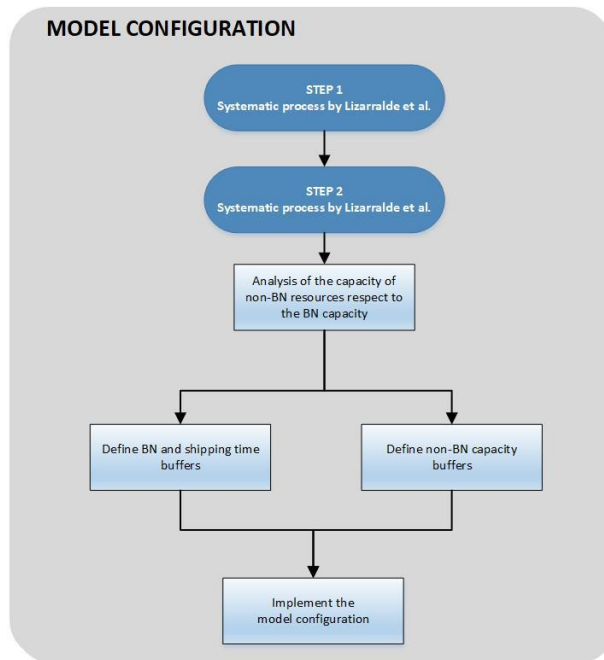 MODEL CONFIGURATION
STEP 1
Systematic process by Lizarralde et al.
STEP 2
Systematic process by Lizarralde et al.
Analysis of the capacity of
non-BN resources respect to
the BN capacity
Define BN and shipping time
buffers
Define non-BN capacity
buffers
Implement the
model configuration